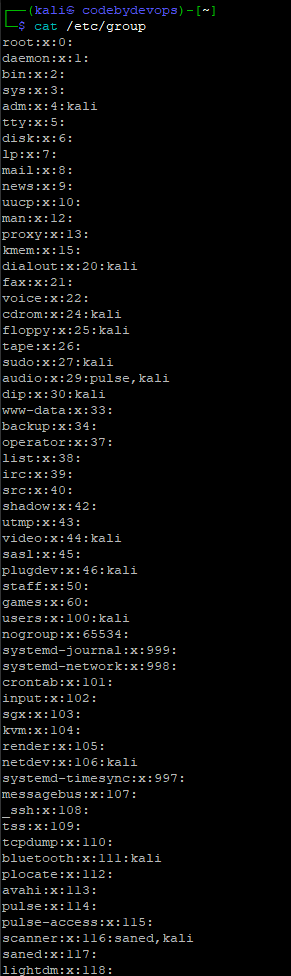 ┌──(kali㉿ codebydevops)-[~]
└─$ cat /etc/group
root:x:0:
daemon:x:1:
bin:x:2:
sys:x:3:
adm:x:4:kali
tty:x:5:
disk:x:6:
lp:x:7:
mail:x:8:
news:x:9:
uucp:x:10:
man:x:12:
proxy:x:13:
kmem:x:15:
dialout:x:20:kali
fax:x:21:
voice:x:22:
cdrom:x:24:kali
floppy:x:25:kali
tape:x:26:
sudo:x:27:kali
audio:x:29:pulse,kali
dip:x:30:kali
www-data:x:33:
backup:x:34:
operator:x:37:
list:x:38:
irc:x:39:
src:x:40:
shadow:x:42:
utmp:x:43:
video:x:44:kali
sasl:x:45:
plugdev:x:46:kali
staff:x:50:
games:x:60:
users:x:100:kali
nogroup:x:65534:
systemd-journal:x:999:
systemd-network:x:998:
crontab:x:101:
input:x:102:
sgx:x:103:
kvm:x:104:
render:x:105:
netdev:x:106:kali
systemd-timesync:x:997:
messagebus:x:107:
_ssh:x:108:
tss:x:109:
tcpdump:x:110:
bluetooth:x:111:kali
plocate:x:112:
avahi:x:113:
pulse:x:114:
pulse-access:x:115:
scanner:x:116:saned,kali
saned:x:117:
lightdm:x:118: